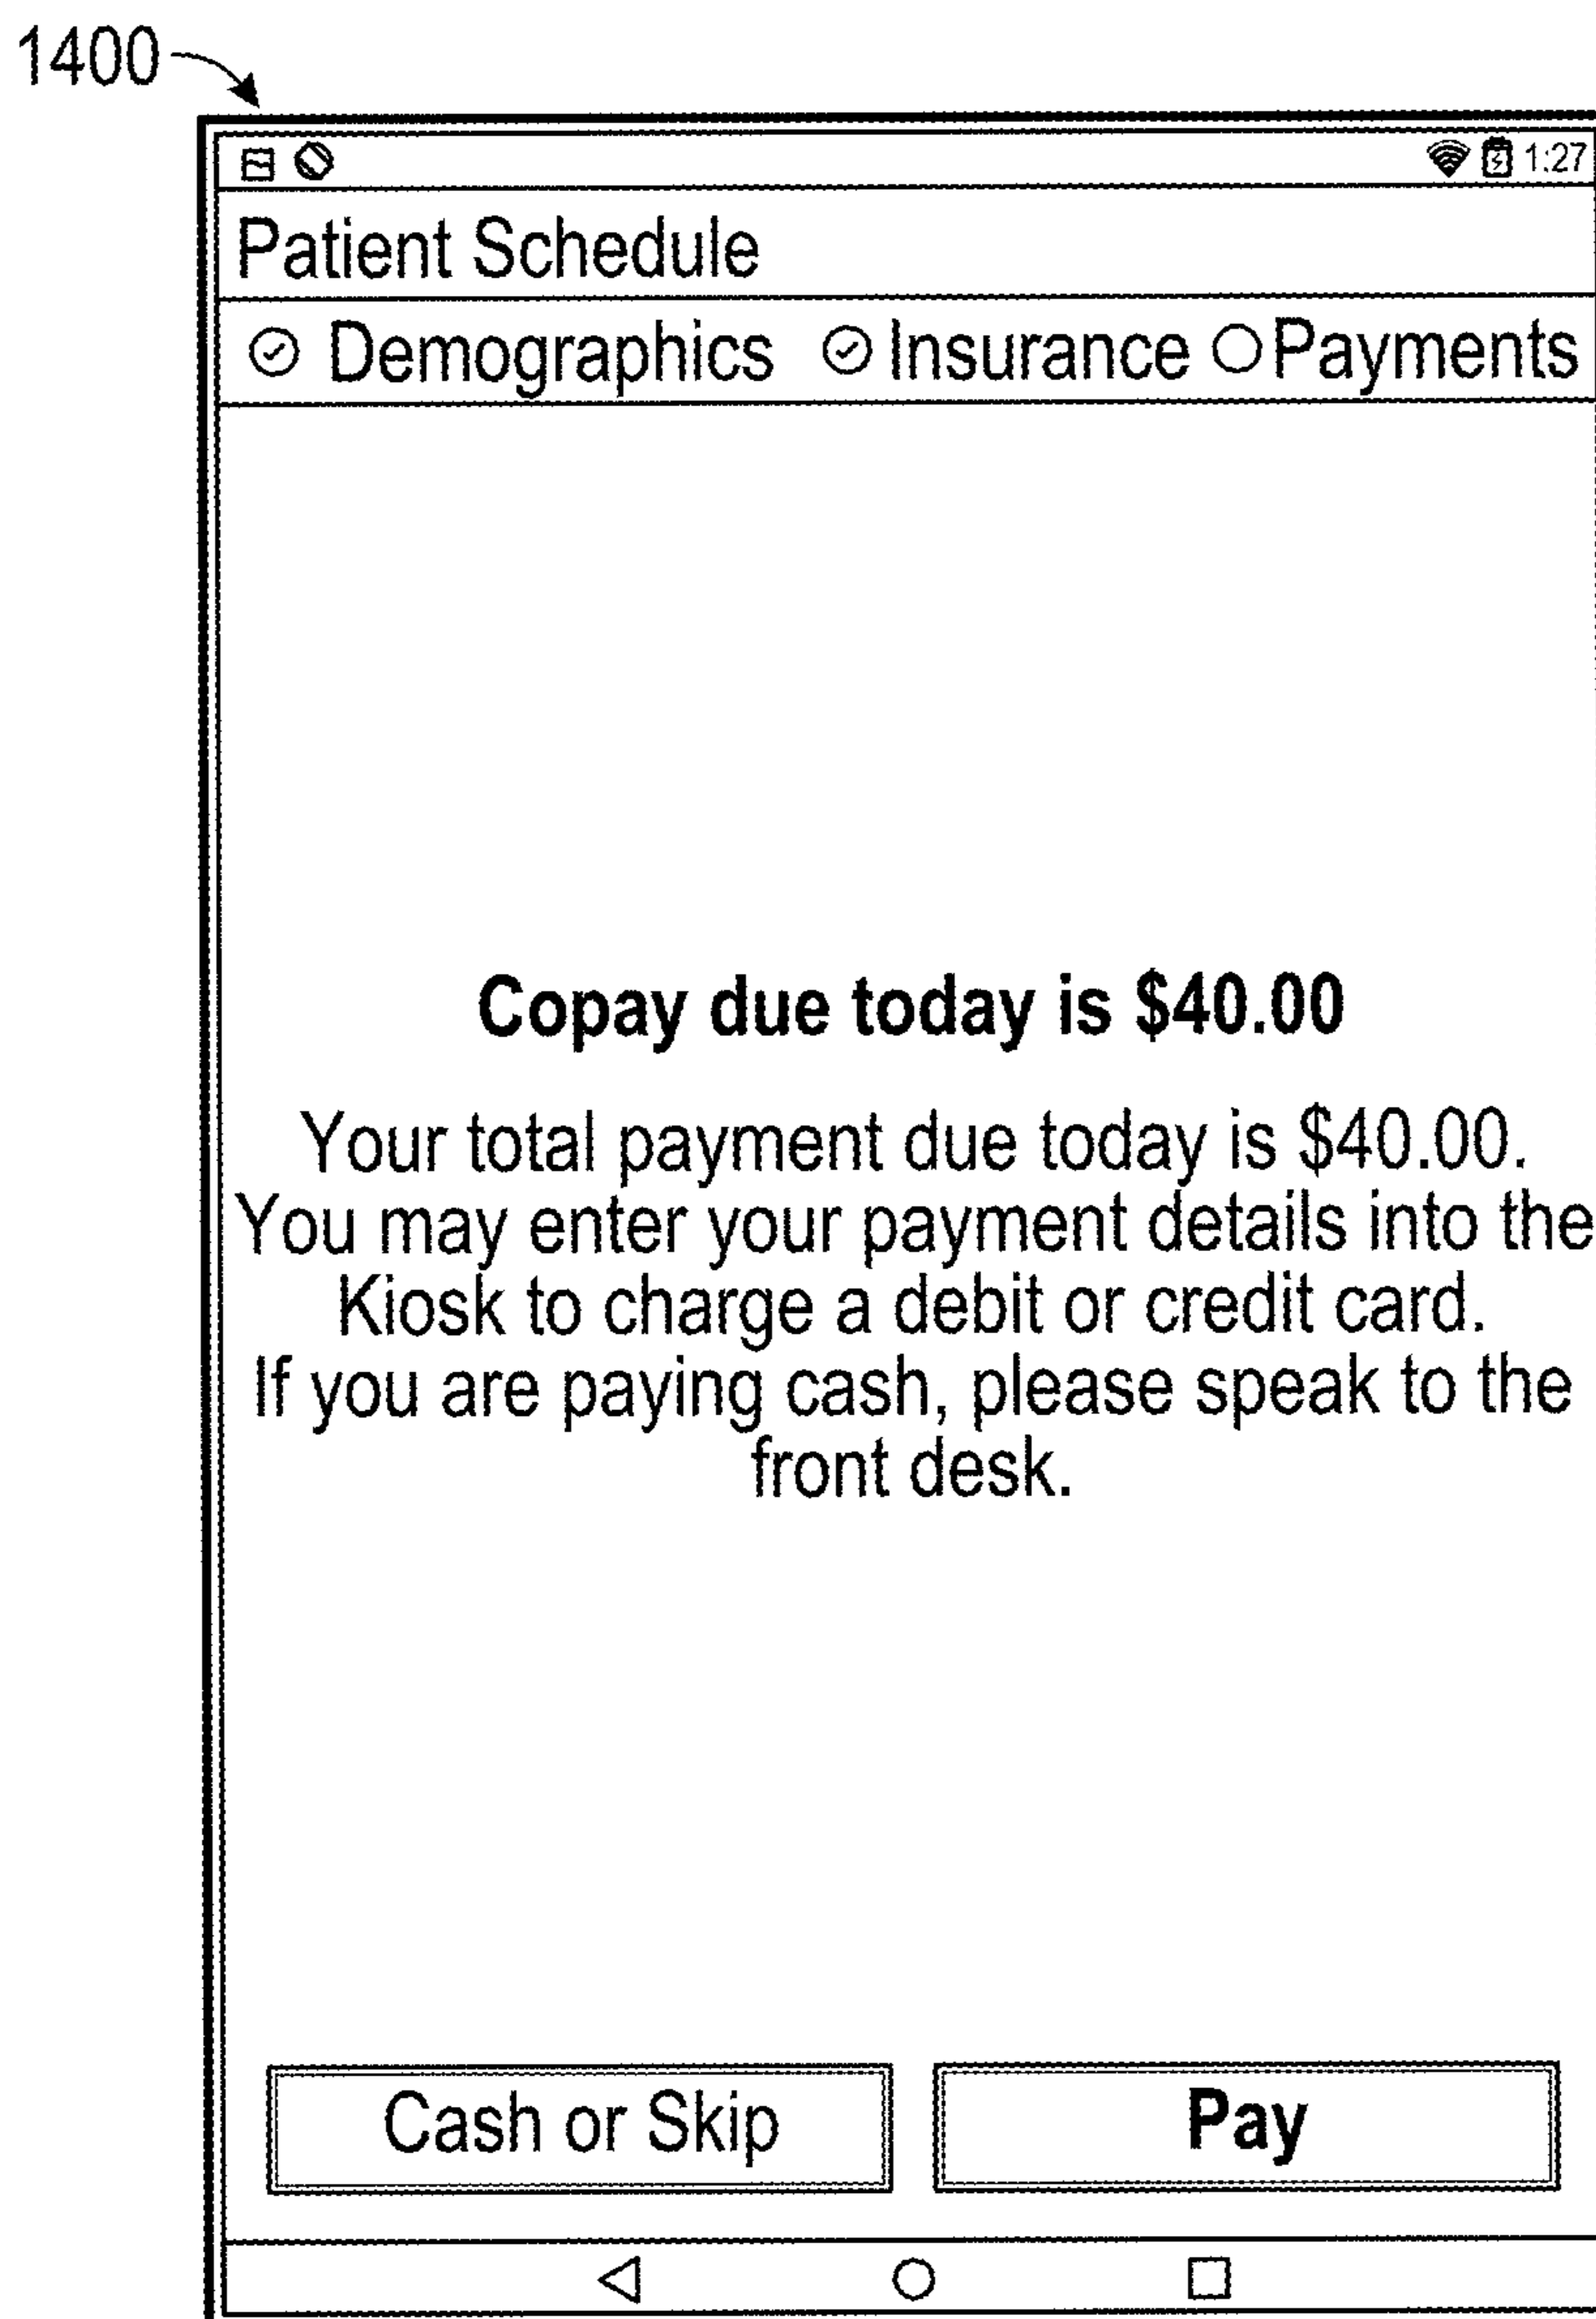 1400
1:27
Patient Schedule
Demographics Insurance Payments
Copay due today is $40.00
Your total payment due today is $40.00.
You may enter your payment details into the
Kiosk to charge a debit or credit card.
If you are paying cash, please speak to the
front desk.
Cash or Skip Pay